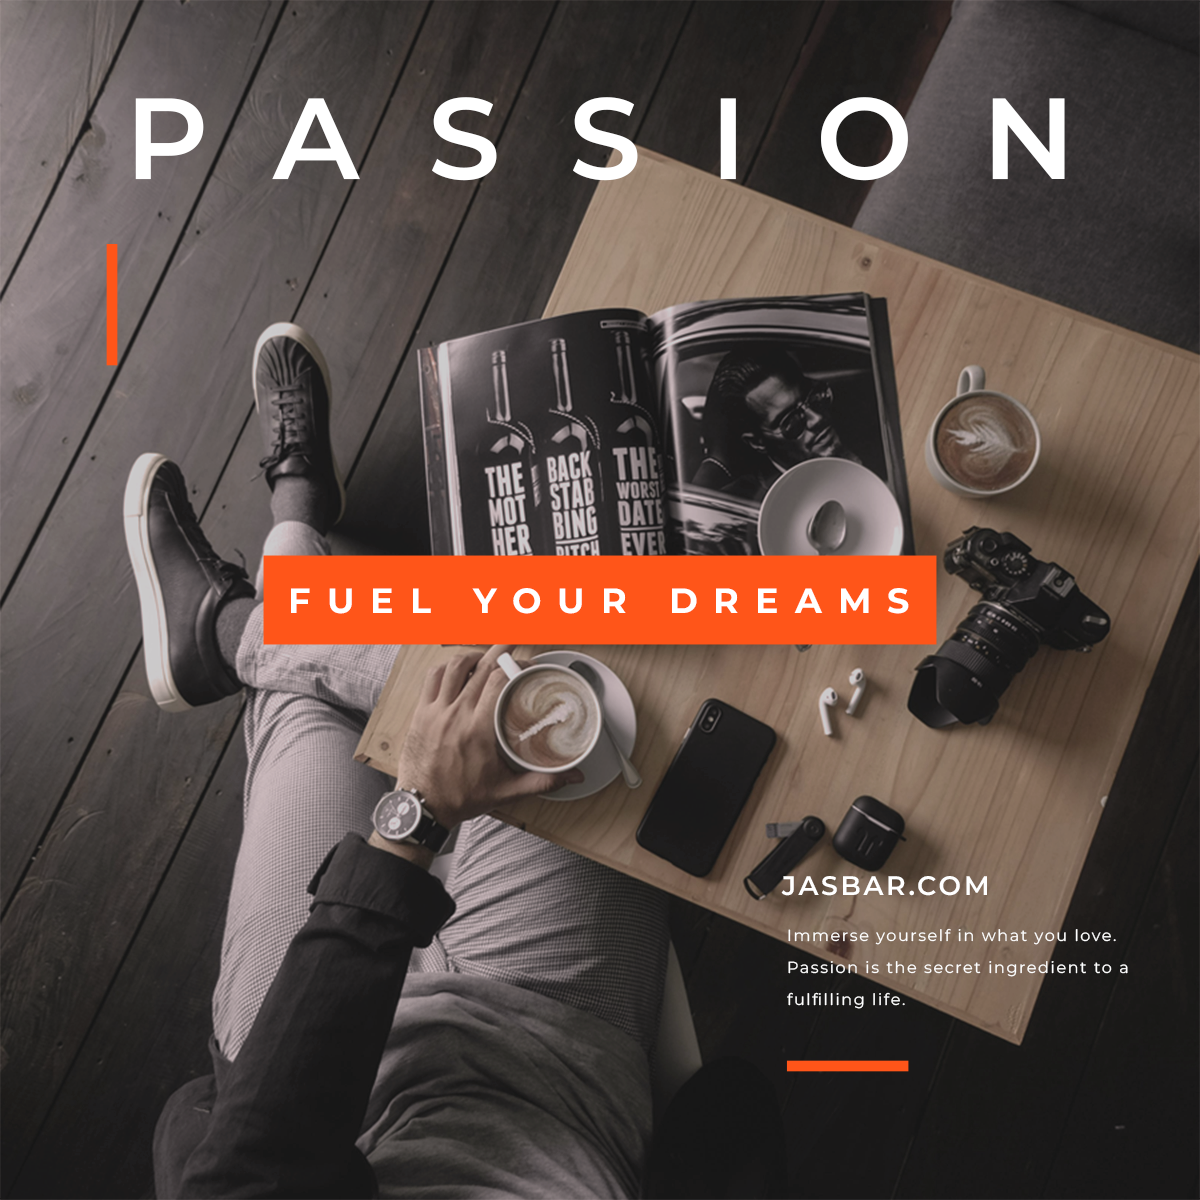 PASSION
THE
MOT
HER
BACK
STAB
BING
BITCH
THE
WORST
DATE
EVER
FUEL YOUR DREAMS
JASBAR.COM
Immerse yourself in what you love.
Passion is the secret ingredient to a
fulfilling life.